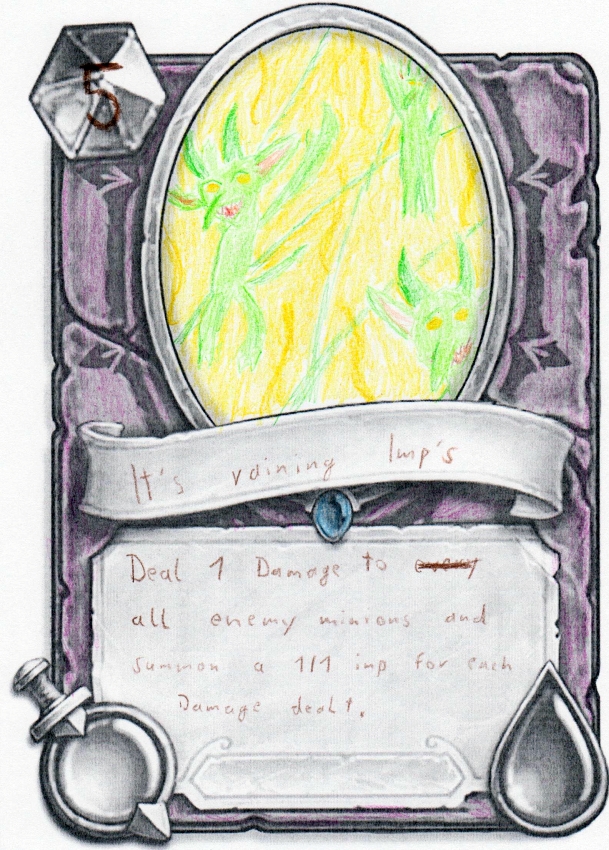 5
It's raining Imp's
Deal 1 Damage to
all enemy minions and
summon a 1/1 imp for each
Damage dealt.